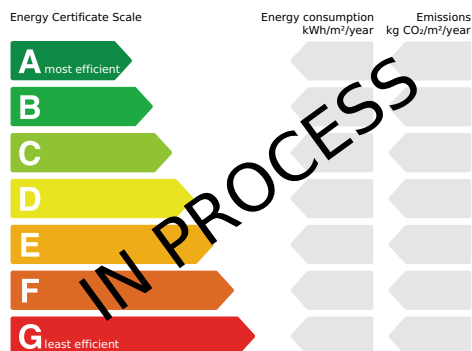 Energy Certificate Scale
Energy consumption
kWh/m²/year
Emissions
kg CO₂/m²/year
A most efficient
B
C
D
E
F
G least efficient
IN PROCESS